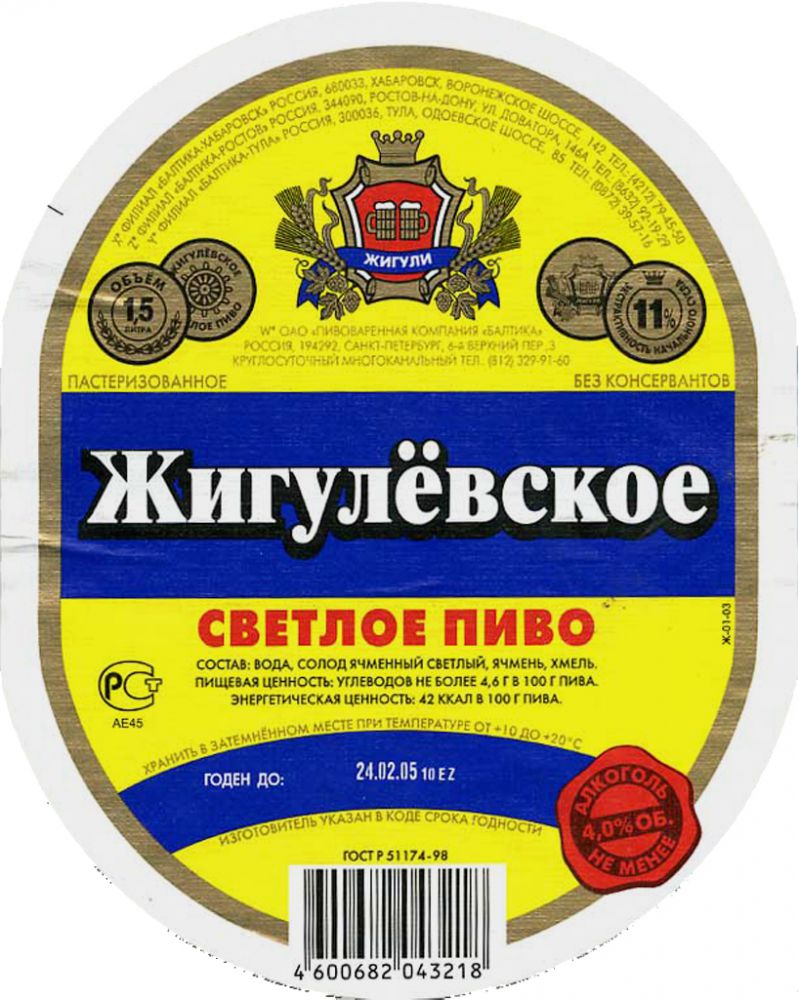 X* ФИЛИАЛ «БАЛТИКА-ХАБАРОВСК» РОССИЯ, 680033, ХАБАРОВСК, ВОРОНЕЖСКОЕ ШОССЕ, 142, ТЕЛ.:(4212) 79-45-50
Z* ФИЛИАЛ «БАЛТИКА-РОСТОВ» РОССИЯ, 344090, РОСТОВ-НА-ДОНУ, УЛ. ДОВАТОРА, 146А, ТЕЛ. (8632) 92-19-29
Y* ФИЛИАЛ «БАЛТИКА-ТУЛА» РОССИЯ, 300036, ТУЛА, ОДОЕВСКОЕ ШОССЕ, 85 ТЕЛ. (0872) 39-57-16
ЖИГУЛИ
ОБЪЁМ
1,5
ЛИТРА
ЖИГУЛЁВСКОЕ
ЛОЕ ПИВО
11%
ЭКСТРАКТИВНОСТЬ НАЧАЛЬНОГО СУСЛА
W* ОАО «ПИВОВАРЕННАЯ КОМПАНИЯ «БАЛТИКА»
РОССИЯ, 194292, САНКТ-ПЕТЕРБУРГ, 6-й ВЕРХНИЙ ПЕР.,3
КРУГЛОСУТОЧНЫЙ МНОГОКАНАЛЬНЫЙ ТЕЛ. (812) 329-91-60
ПАСТЕРИЗОВАННОЕ
БЕЗ КОНСЕРВАНТОВ
Жигулёвское
СВЕТЛОЕ ПИВО
СОСТАВ: ВОДА, СОЛОД ЯЧМЕННЫЙ СВЕТЛЫЙ, ЯЧМЕНЬ, ХМЕЛЬ.
ПИЩЕВАЯ ЦЕННОСТЬ: УГЛЕВОДОВ НЕ БОЛЕЕ 4,6 Г В 100 Г ПИВА.
ЭНЕРГЕТИЧЕСКАЯ ЦЕННОСТЬ: 42 ККАЛ В 100 Г ПИВА.
Ж-01-03
РСТ
АЕ45
ХРАНИТЬ В ЗАТЕМНЁННОМ МЕСТЕ ПРИ ТЕМПЕРАТУРЕ ОТ +10 ДО +20°С
ГОДЕН ДО:
24.02.05 10 E Z
ИЗГОТОВИТЕЛЬ УКАЗАН В КОДЕ СРОКА ГОДНОСТИ
АЛКОГОЛЬ
4,0% ОБ.
НЕ МЕНЕЕ
ГОСТ Р 51174-98
4 600682 043218